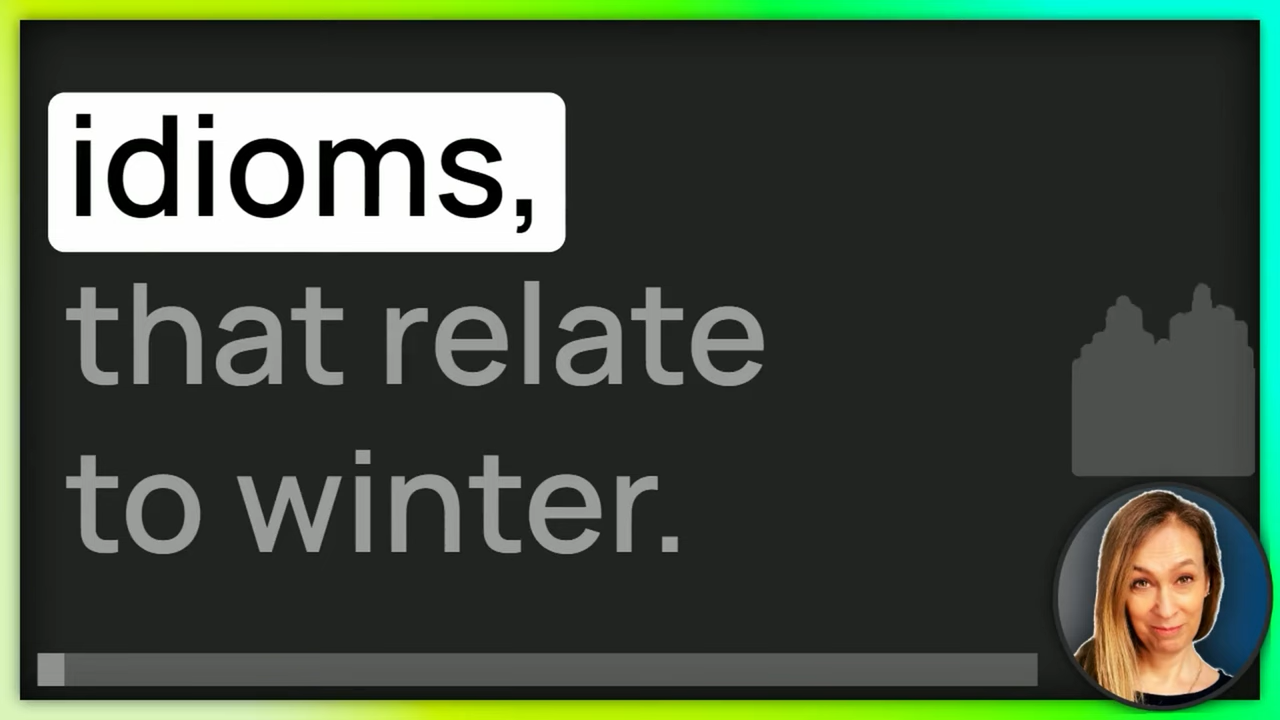 idioms,
that relate
to winter.